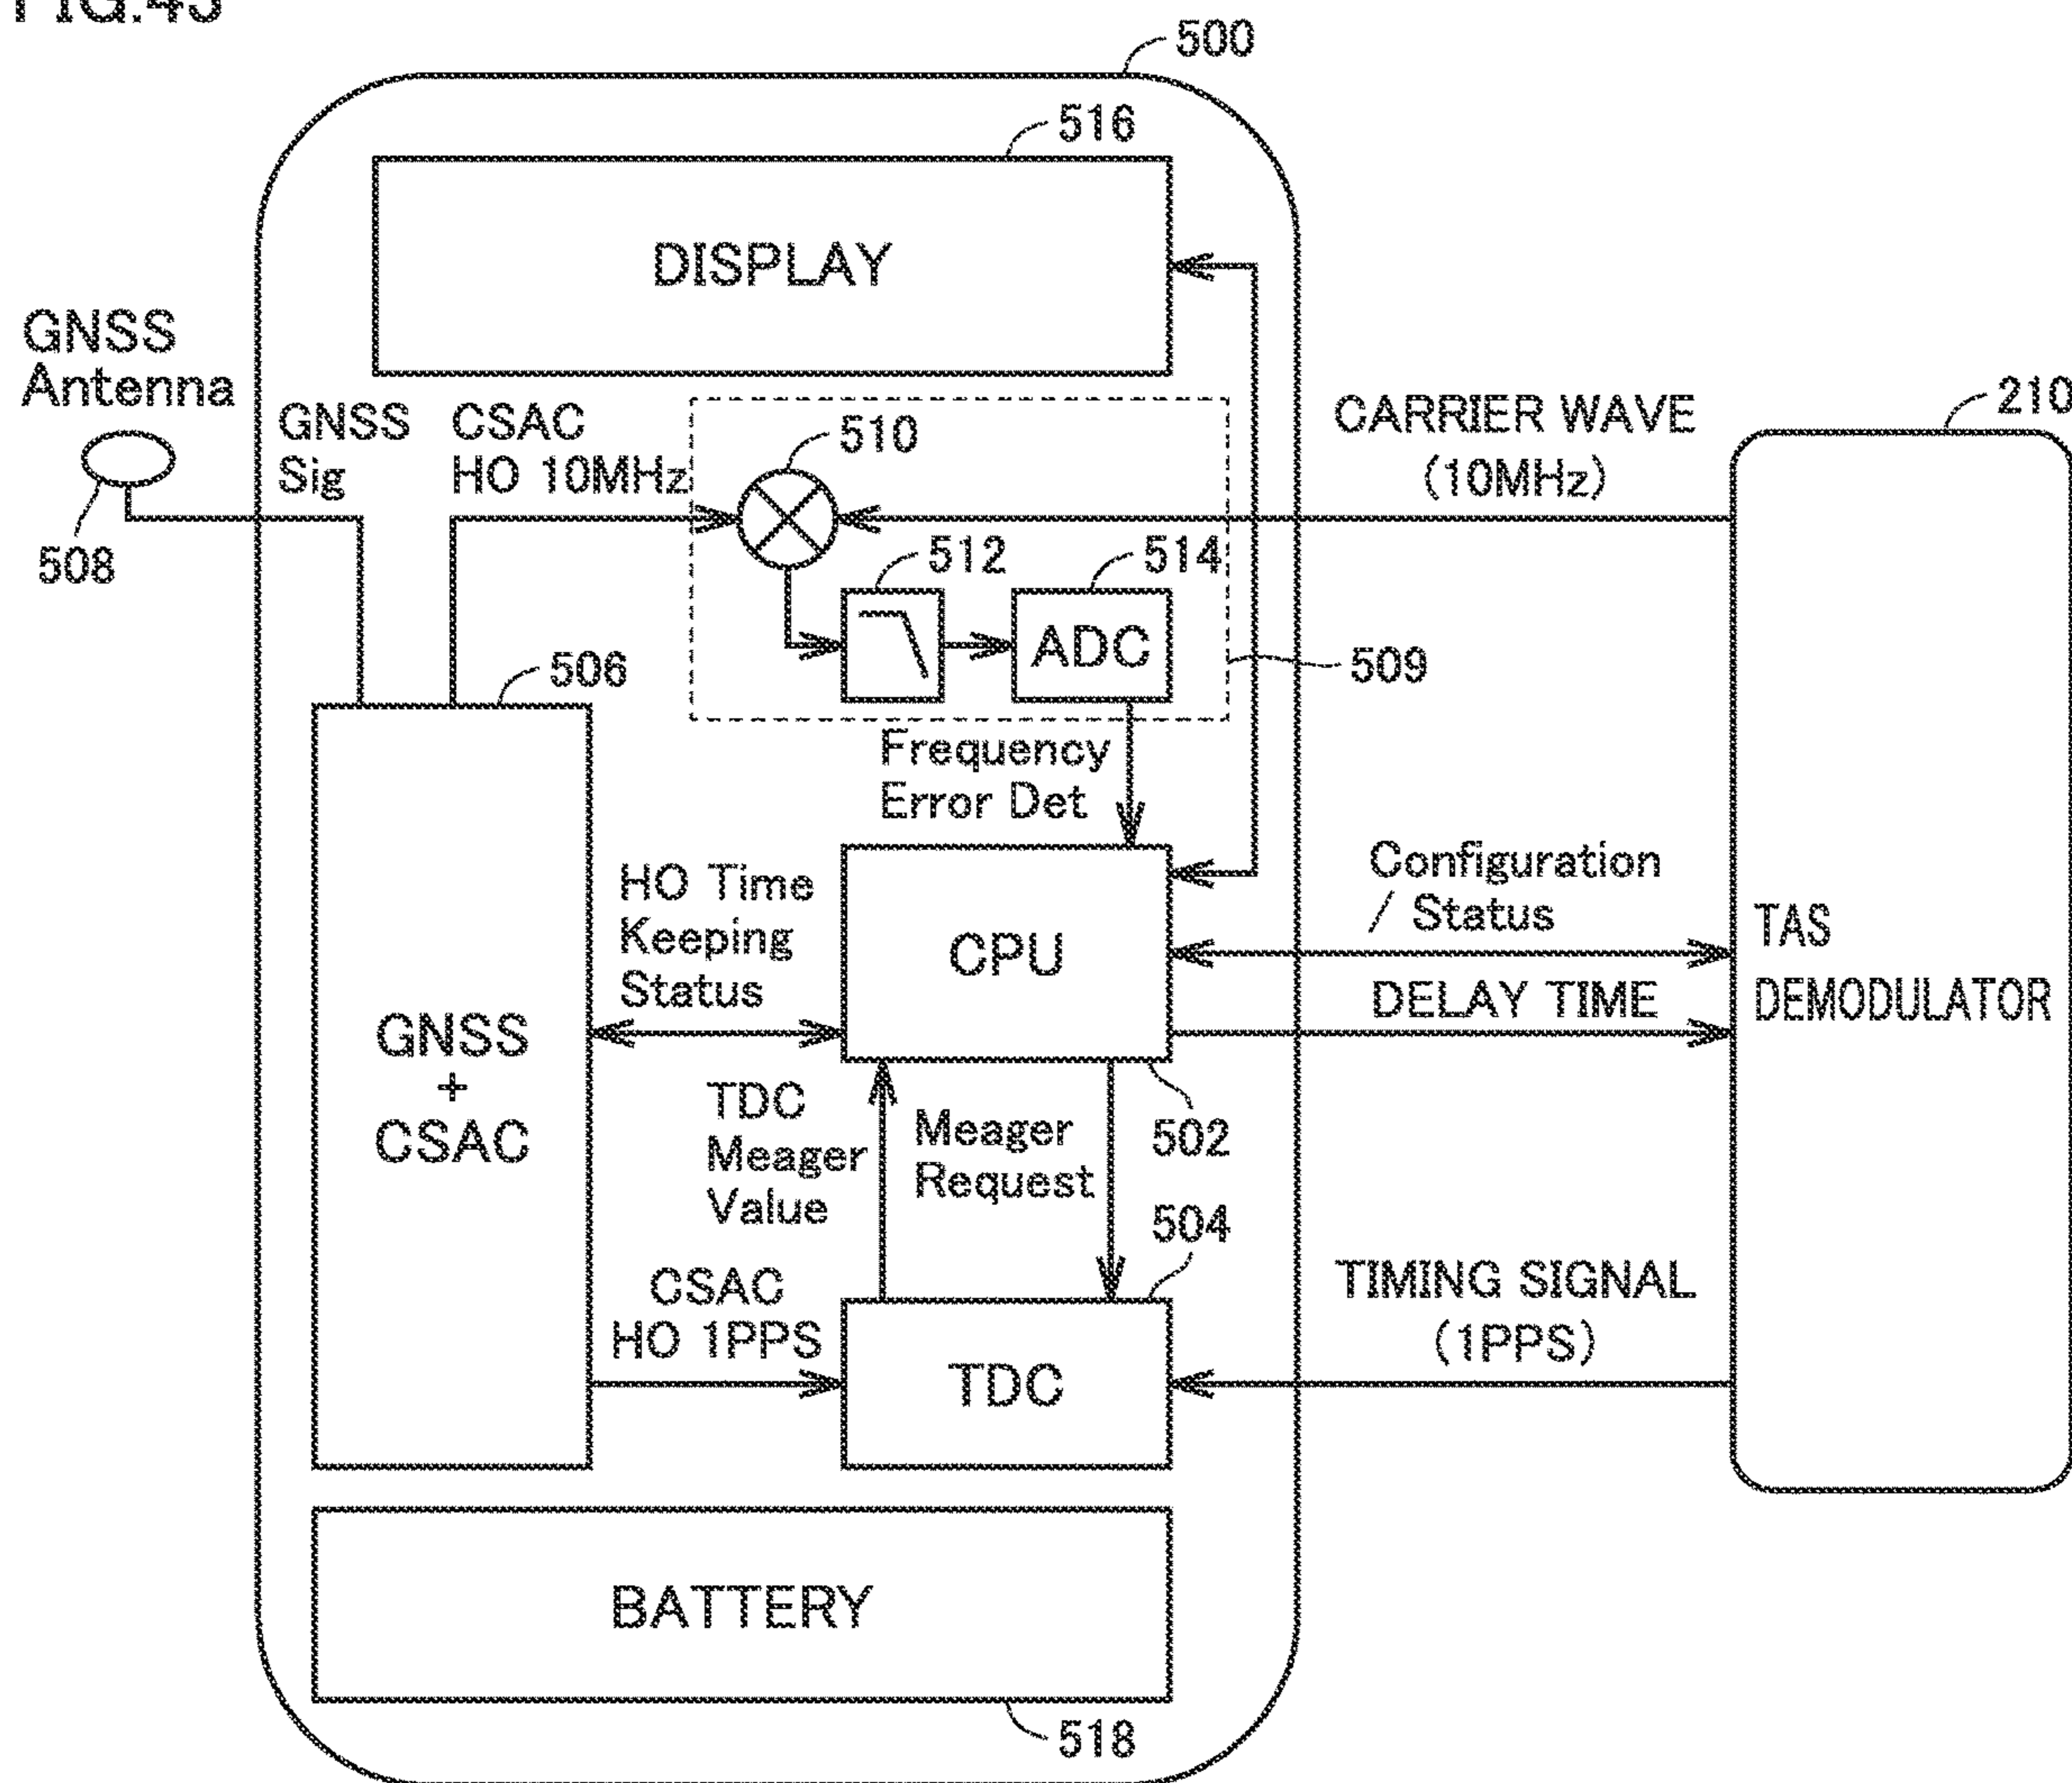 FIG.43
500
516
DISPLAY
GNSS
Antenna
508
GNSS
Sig
CSAC
HO 10MHz
510
CARRIER WAVE
(10MHz)
210
512
514
ADC
509
506
Frequency
Error Det
GNSS
+
CSAC
HO Time
Keeping
Status
CPU
Configuration
/ Status
DELAY TIME
TAS
DEMODULATOR
TDC
Meager
Value
Meager
Request
502
504
CSAC
HO 1PPS
TDC
TIMING SIGNAL
(1PPS)
BATTERY
518